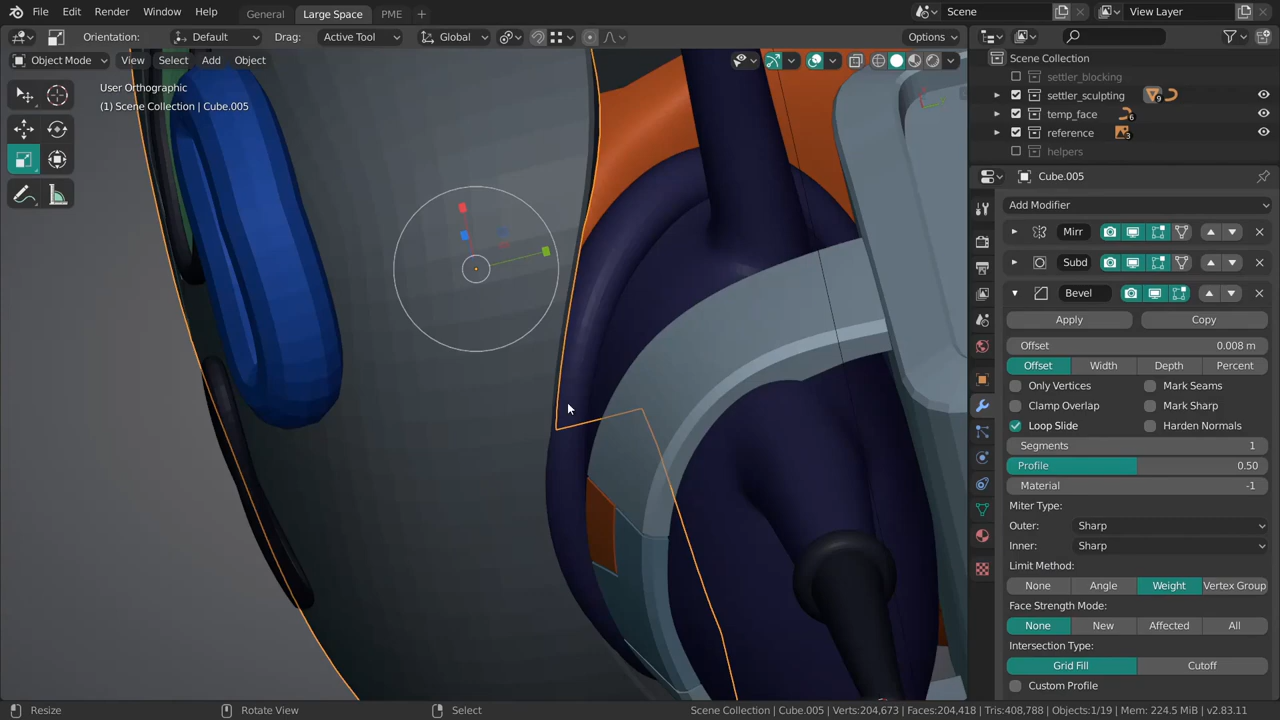 File Edit Render Window Help General Large Space PME + Scene View Layer
Orientation: Default Drag: Active Tool Global Options
Object Mode View Select Add Object
User Orthographic
(1) Scene Collection | Cube.005
Scene Collection
settler_blocking
settler_sculpting 9
temp_face 6
reference 3
helpers
Cube.005
Add Modifier
Mirr
Subd
Bevel
Apply Copy
Offset 0.008 m
Offset Width Depth Percent
Only Vertices Mark Seams
Clamp Overlap Mark Sharp
Loop Slide Harden Normals
Segments 1
Profile 0.50
Material -1
Miter Type:
Outer: Sharp
Inner: Sharp
Limit Method:
None Angle Weight Vertex Group
Face Strength Mode:
None New Affected All
Intersection Type:
Grid Fill Cutoff
Custom Profile
Resize Rotate View Select Scene Collection | Cube.005 | Verts:204,673 | Faces:204,418 | Tris:408,788 | Objects:1/19 | Mem: 224.5 MiB | v2.83.11